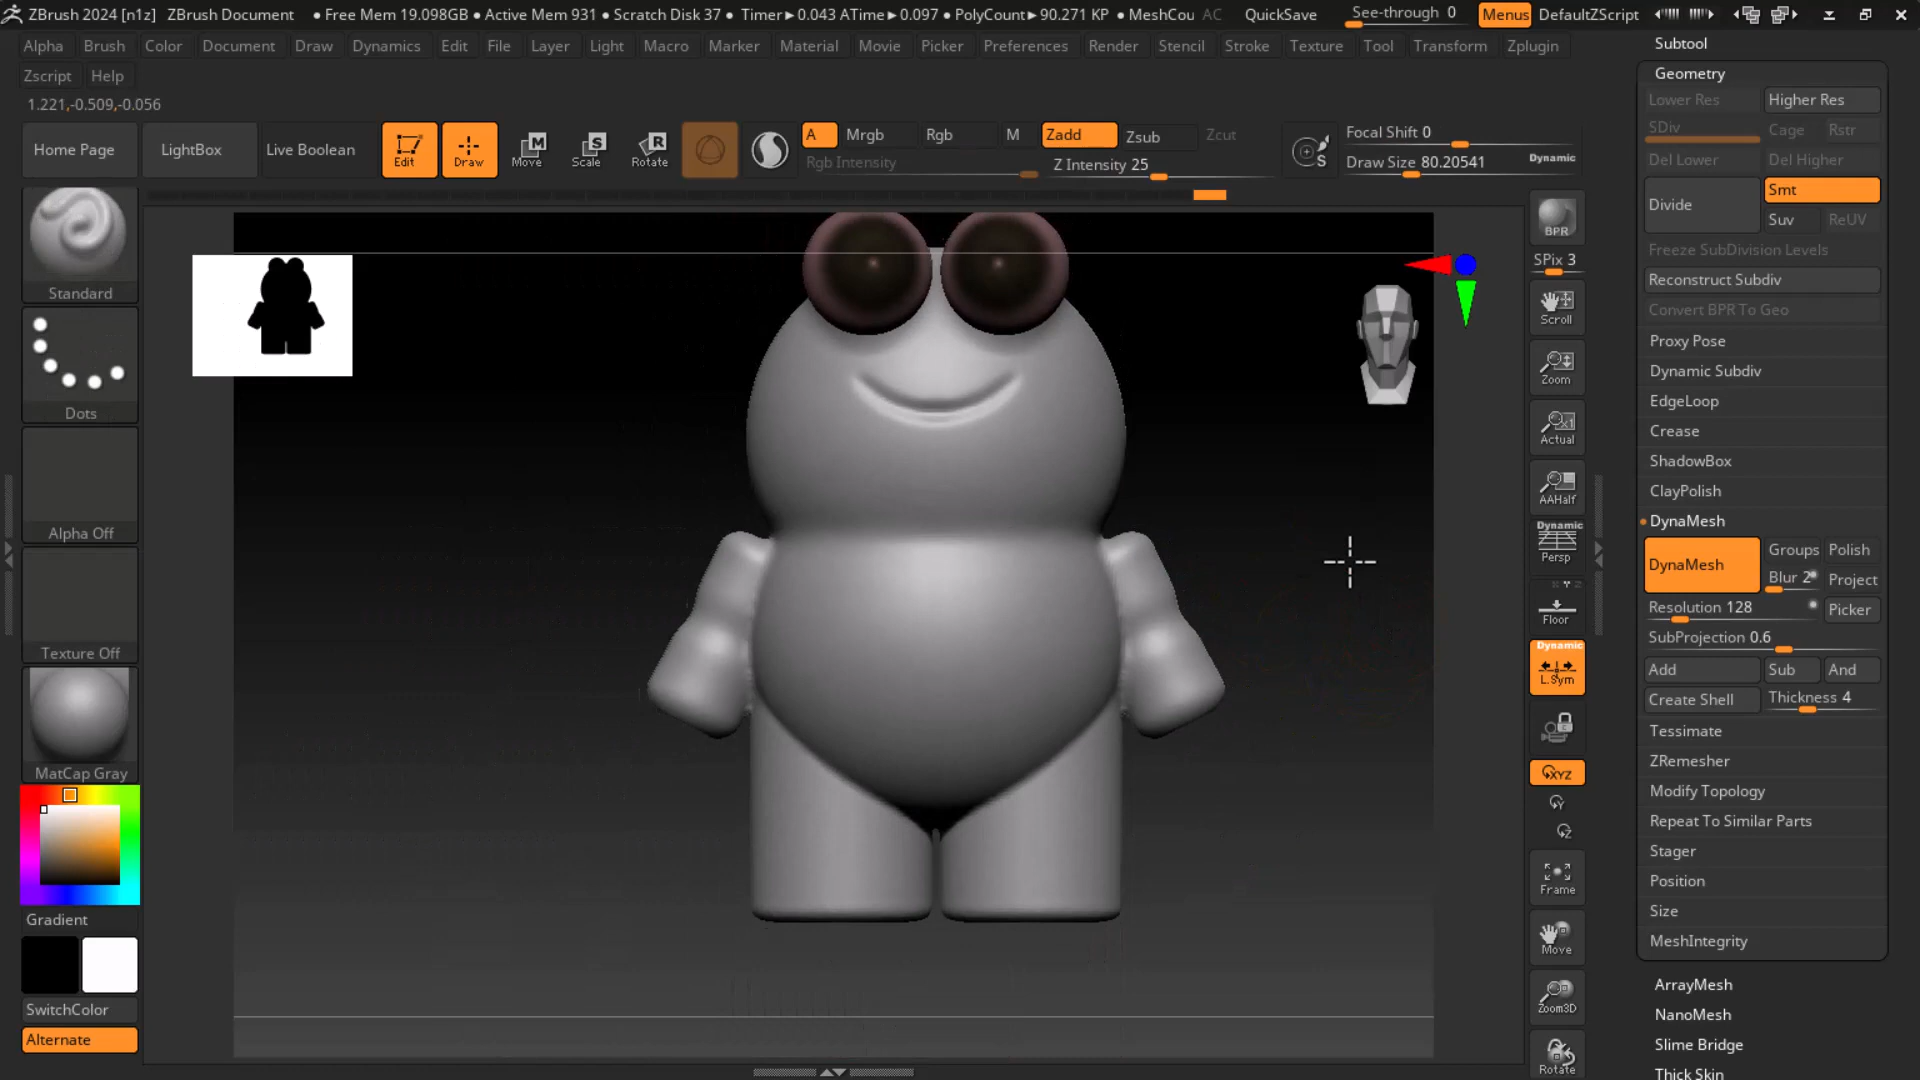 ZBrush 2024 [n1z] ZBrush Document • Free Mem 19.098GB • Active Mem 931 • Scratch Disk 37 • Timer▸0.043 ATime▸0.097 • PolyCount▸90.271 KP • MeshCou AC QuickSave See-through 0 Menus DefaultZScript
Alpha Brush Color Document Draw Dynamics Edit File Layer Light Macro Marker Material Movie Picker Preferences Render Stencil Stroke Texture Tool Transform Zplugin
Zscript Help
1.221,-0.509,-0.056
Home Page LightBox Live Boolean Edit Draw Move Scale Rotate A Mrgb Rgb M Zadd Zsub Zcut Focal Shift 0
Rgb Intensity Z Intensity 25 Draw Size 80.20541 Dynamic
M
S
R
S
Standard
Dots
Alpha Off
Texture Off
MatCap Gray
Gradient
SwitchColor
Alternate
BPR
SPix 3
Scroll
Zoom
Actual
AAHalf
Dynamic
Persp
Floor
Dynamic
L.Sym
XYZ
Y
Z
Frame
Move
Zoom3D
Rotate
Subtool
Geometry
Lower Res Higher Res
SDiv Cage Rstr
Del Lower Del Higher
Divide Smt
Suv ReUV
Freeze SubDivision Levels
Reconstruct Subdiv
Convert BPR To Geo
Proxy Pose
Dynamic Subdiv
EdgeLoop
Crease
ShadowBox
ClayPolish
DynaMesh
DynaMesh Groups Polish
Blur 2 Project
Resolution 128 Picker
SubProjection 0.6
Add Sub And
Create Shell Thickness 4
Tessimate
ZRemesher
Modify Topology
Repeat To Similar Parts
Stager
Position
Size
MeshIntegrity
ArrayMesh
NanoMesh
Slime Bridge
Thick Skin